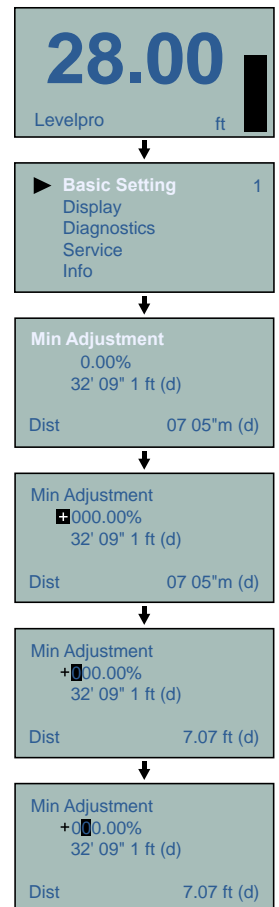 28.00
Levelpro ft
Basic Setting 1
Display
Diagnostics
Service
Info
Min Adjustment
0.00%
32' 09" 1 ft (d)
Dist 07 05"m (d)
Min Adjustment
+000.00%
32' 09" 1 ft (d)
Dist 07 05"m (d)
Min Adjustment
+000.00%
32' 09" 1 ft (d)
Dist 7.07 ft (d)
Min Adjustment
+000.00%
32' 09" 1 ft (d)
Dist 7.07 ft (d)